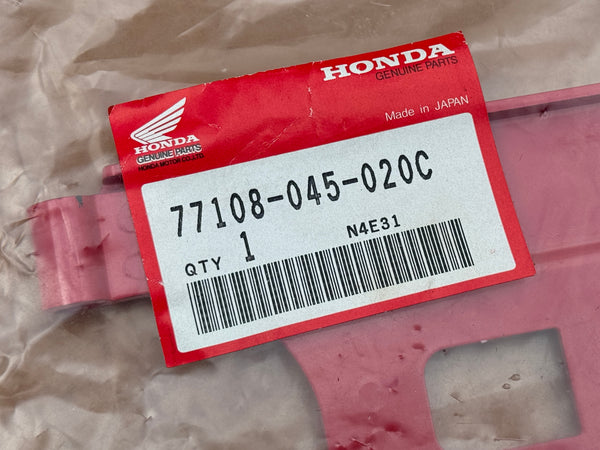 HONDA
GENUINE PARTS
Made in JAPAN
HONDA
GENUINE PARTS
HONDA MOTOR CO.,LTD.
77108-045-020C
QTY 1 N4E31